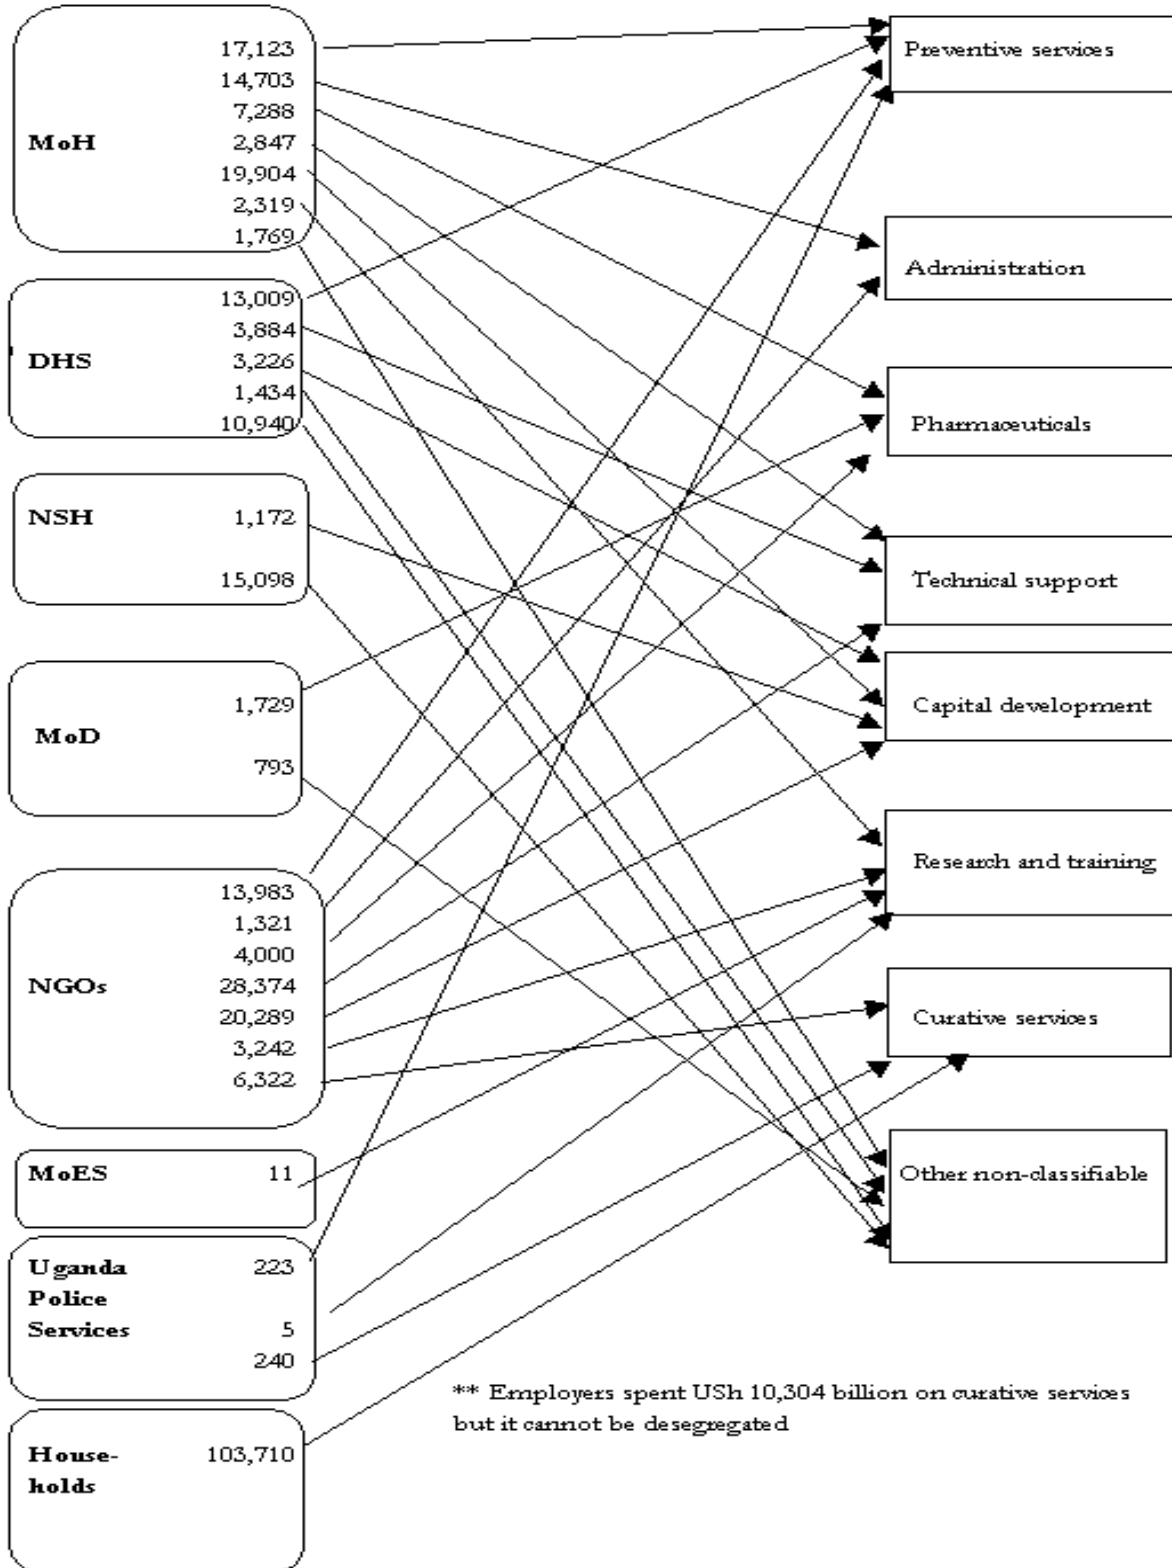 17,123
14,703
7,288
MoH 2,847
19,904
2,319
1,769
13,009
3,884
DHS 3,226
1,434
10,940
NSH 1,172
15,098
1,729
MoD
793
13,983
1,321
4,000
NGOs 28,374
20,289
3,242
6,322
MoES 11
Uganda 223
Police
Services 5
240
House- 103,710
holds
Preventive services
Administration
Pharmaceuticals
Technical support
Capital development
Research and training
Curative services
Other non-classifiable
** Employers spent USh 10,304 billion on curative services
but it cannot be desegregated